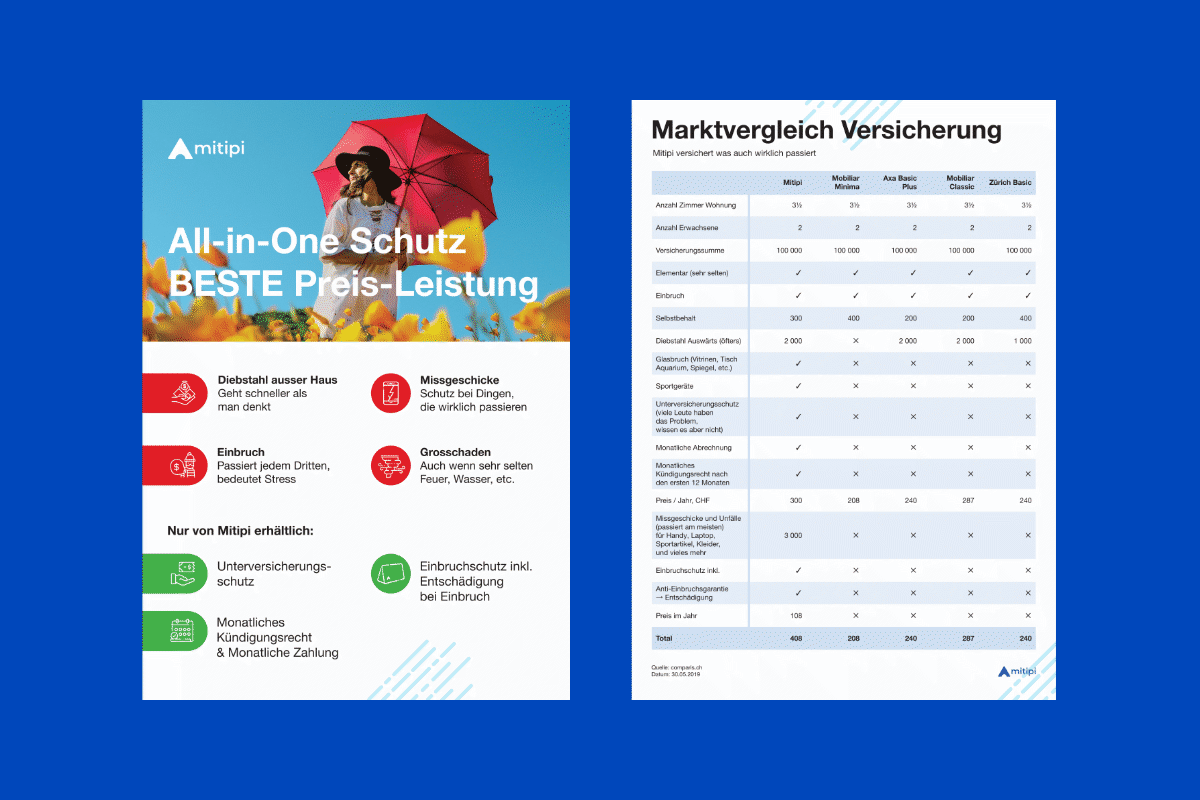 mitipi
All-in-One Schutz
BESTE Preis-Leistung
Diebstahl ausser Haus
Geht schneller als
man denkt
Missgeschicke
Schutz bei Dingen,
die wirklich passieren
Einbruch
Passiert jedem Dritten,
bedeutet Stress
Grosschaden
Auch wenn sehr selten
Feuer, Wasser, etc.
Nur von Mitipi erhältlich:
Unterversicherungs-
schutz
Einbruchschutz inkl.
Entschädigung
bei Einbruch
Monatliches
Kündigungsrecht
& Monatliche Zahlung
Marktvergleich Versicherung
Mitipi versichert was auch wirklich passiert
Mitipi Mobiliar Minima Axa Basic Plus Mobiliar Classic Zürich Basic
Anzahl Zimmer Wohnung 3½ 3½ 3½ 3½ 3½
Anzahl Erwachsene 2 2 2 2 2
Versicherungssumme 100 000 100 000 100 000 100 000 100 000
Elementar (sehr selten) ✓ ✓ ✓ ✓ ✓
Einbruch ✓ ✓ ✓ ✓ ✓
Selbstbehalt 300 400 200 200 400
Diebstahl Auswärts (öfters) 2 000 × 2 000 2 000 1 000
Glasbruch (Vitrinen, Tisch
Aquarium, Spiegel, etc.) ✓ × × × ×
Sportgeräte ✓ × × × ×
Unterversicherungsschutz
(viele Leute haben
das Problem,
wissen es aber nicht) ✓ × × × ×
Monatliche Abrechnung ✓ × × × ×
Monatliches
Kündigungsrecht nach
den ersten 12 Monaten ✓ × × × ×
Preis / Jahr, CHF 300 208 240 287 240
Missgeschicke und Unfälle
(passiert am meisten)
für Handy, Laptop,
Sportartikel, Kleider,
und vieles mehr 3 000 × × × ×
Einbruchschutz inkl. ✓ × × × ×
Anti-Einbruchsgarantie
→ Entschädigung ✓ × × × ×
Preis im Jahr 108 × × × ×
Total 408 208 240 287 240
Quelle: comparis.ch
Datum: 30.05.2019
mitipi